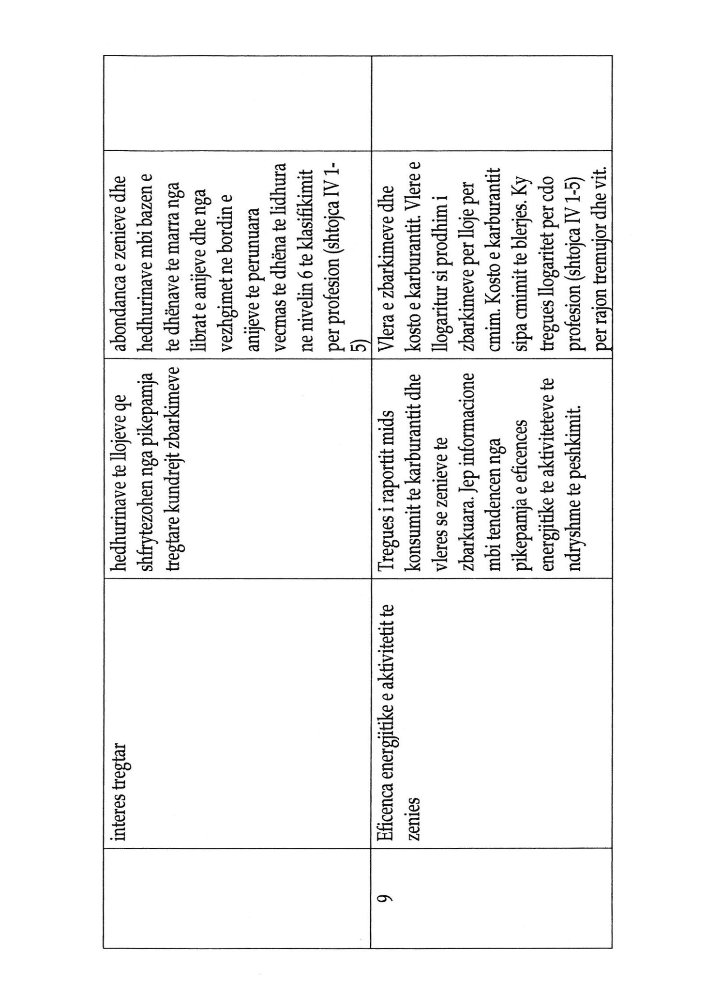 interes tregtar
hedhurinave te llojeve qe
shfrytezohen nga pikepamja
tregtare kundrejt zbarkimeve
abondanca e zenieve dhe
hedhurinave mbi bazen e
te dhënave te marra nga
librat e anijeve dhe nga
vezhgimet ne bordin e
anijeve te perunuara
vecmas te dhëna te lidhura
ne nivelin 6 te klasifikimit
per profesion (shtojca IV 1-
5)
9
Eficenca energjitike e aktivitetit te
zenies
Tregues i raportit mids
konsumit te karburantit dhe
vleres se zenieve te
zbarkuara. Jep informacione
mbi tendencen nga
pikepamja e eficences
energjitike te aktiviteteve te
ndryshme te peshkimit.
Vlera e zbarkimeve dhe
kosto e karburantit. Vlere e
llogaritur si prodhim i
zbarkimeve per lloje per
cmim. Kosto e karburantit
sipa cmimit te blerjes. Ky
tregues llogaritet per cdo
profesion (shtojca IV 1-5)
per rajon tremujor dhe vit.